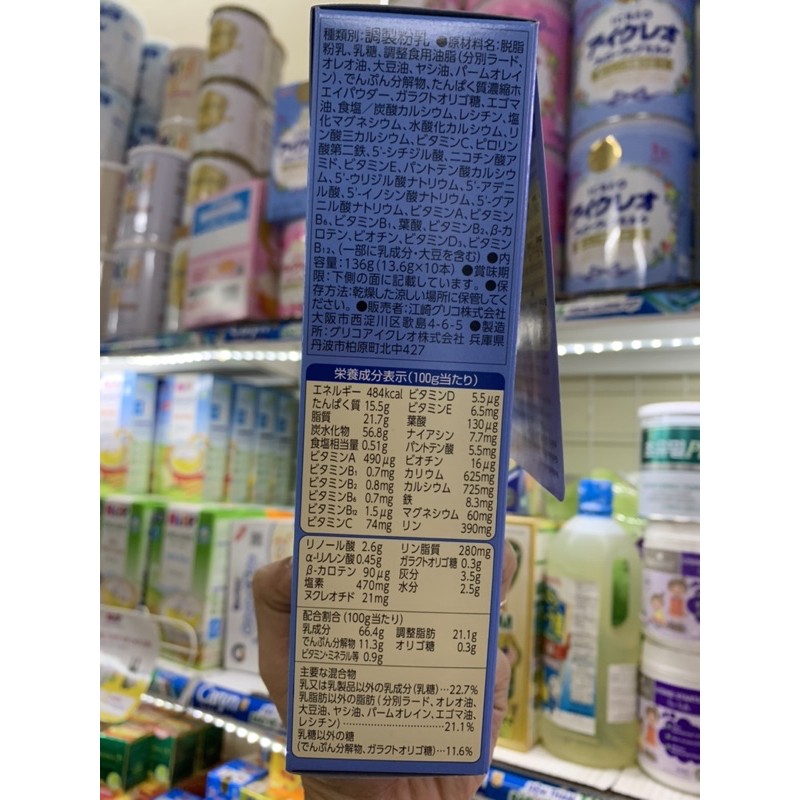 種類別:調製粉乳 ●原材料名:脱脂
粉乳、乳糖、調整食用油脂(分別ラード、
オレオ油、大豆油、ヤシ油、パームオレイ
ン)、でんぷん分解物、たんぱく質濃縮ホ
エイパウダー、ガラクトオリゴ糖、エゴマ
油、食塩/炭酸カルシウム、レシチン、塩
化マグネシウム、水酸化カルシウム、リ
ン酸三カルシウム、ビタミンC、ピロリン
酸第二鉄、5'-シチジル酸、ニコチン酸ア
ミド、ビタミンE、パントテン酸カルシウ
ム、5'-ウリジル酸ナトリウム、5'-アデニ
ル酸、5'-イノシン酸ナトリウム、5'-グア
ニル酸ナトリウム、ビタミンA、ビタミン
B₆、ビタミンB₁、葉酸、ビタミンB₂、β-カ
ロテン、ビオチン、ビタミンD₃、ビタミン
B₁₂、(一部に乳成分・大豆を含む) ●内
容量:136g(13.6g×10本) ●賞味期
限:下側の面に記載しています。 ●保
存方法:乾燥した涼しい場所に保管してく
ださい。 ●販売者:江崎グリコ株式会社
大阪市西淀川区歌島4-6-5 ●製造
所:グリコアイクレオ株式会社 兵庫県
丹波市柏原町北中427
栄養成分表示(100g当たり)
エネルギー 484kcal ビタミンD 5.5μg
たんぱく質 15.5g ビタミンE 6.5mg
脂質 21.7g 葉酸 130μg
炭水化物 56.8g ナイアシン 7.7mg
食塩相当量 0.51g パントテン酸 5.5mg
ビタミンA 490μg ビオチン 16μg
ビタミンB₁ 0.7mg カリウム 625mg
ビタミンB₂ 0.8mg カルシウム 725mg
ビタミンB₆ 0.7mg 鉄 8.3mg
ビタミンB₁₂ 1.5μg マグネシウム 60mg
ビタミンC 74mg リン 390mg
リノール酸 2.6g リン脂質 280mg
α-リノレン酸 0.45g ガラクトオリゴ糖 0.3g
β-カロテン 90μg 灰分 3.5g
塩素 470mg 水分 2.5g
ヌクレオチド 21mg
配合割合(100g当たり)
乳成分 66.4g 調整脂肪 21.1g
でんぷん分解物 11.3g オリゴ糖 0.3g
ビタミン・ミネラル等 0.9g
主要な混合物
乳又は乳製品以外の乳成分(乳糖)…22.7%
乳脂肪以外の脂肪(分別ラード、オレオ油、
大豆油、ヤシ油、パームオレイン、エゴマ油、
レシチン)……………………21.1%
乳糖以外の糖
(でんぷん分解物、ガラクトオリゴ糖)…11.6%
アイクレオ
アイクレオ